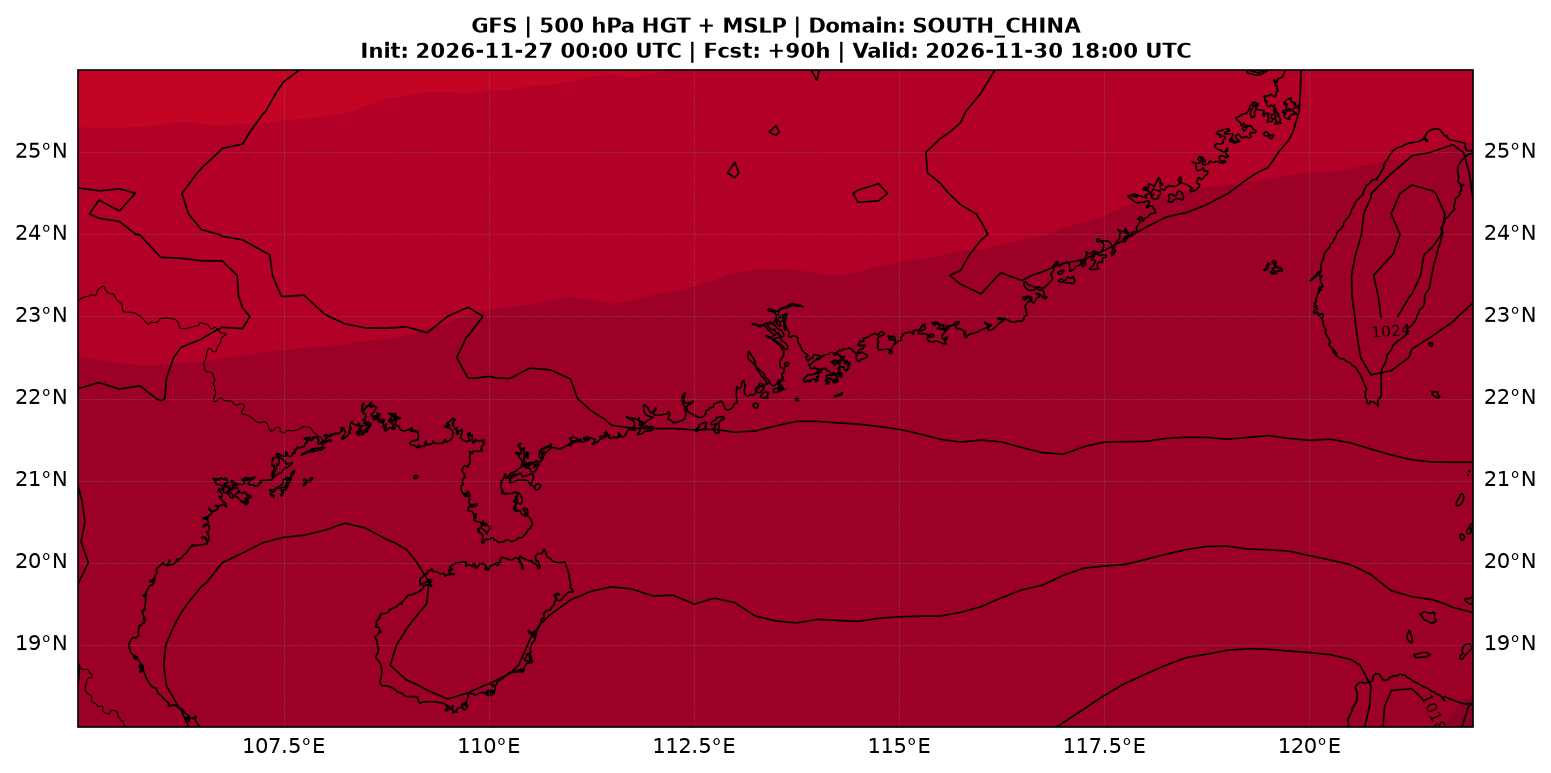 GFS | 500 hPa HGT + MSLP | Domain: SOUTH_CHINA
Init: 2026-11-27 00:00 UTC | Fcst: +90h | Valid: 2026-11-30 18:00 UTC
25°N 25°N
24°N 24°N
23°N 23°N
1024
22°N 22°N
21°N 21°N
20°N 20°N
19°N 19°N
1018
107.5°E 110°E 112.5°E 115°E 117.5°E 120°E